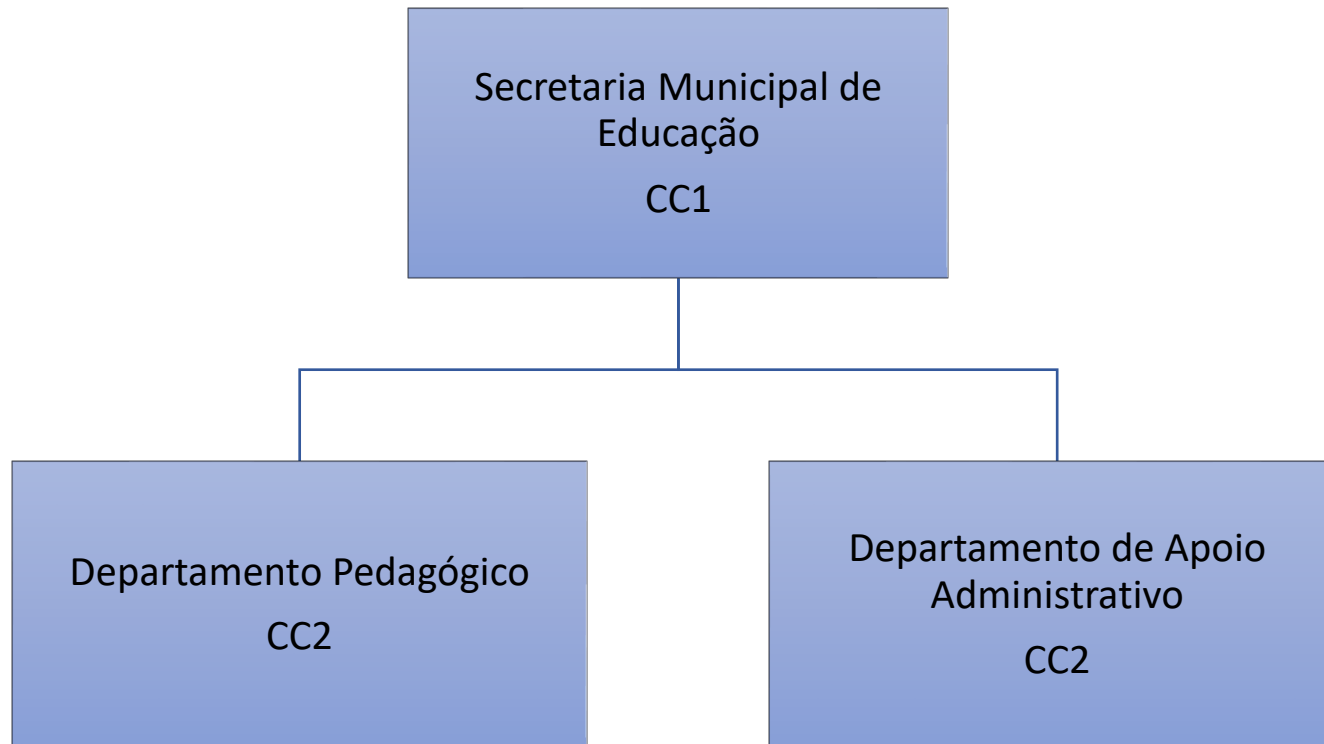 Secretaria Municipal de
Educação
CC1
Departamento Pedagógico
CC2
Departamento de Apoio
Administrativo
CC2